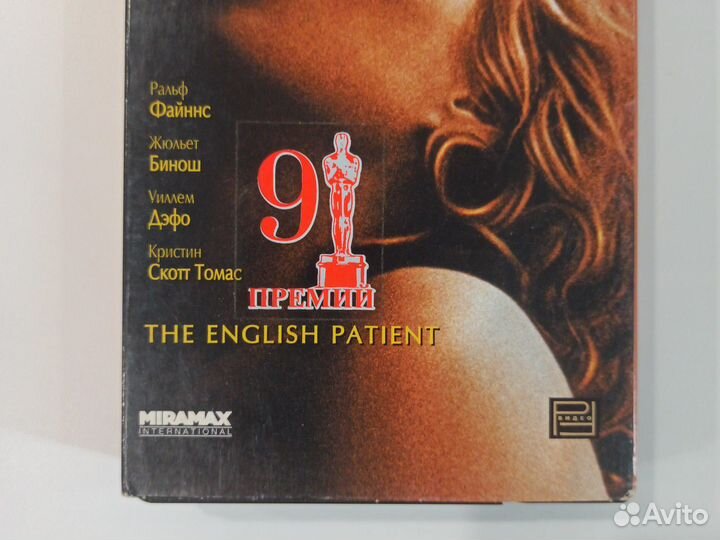 Ральф
Файннс
Жюльет
Бинош
Уиллем
Дэфо
Кристин
Скотт Томас
9
ПРЕМИЙ
THE ENGLISH PATIENT
MIRAMAX
INTERNATIONAL
ВИДЕО
Avito